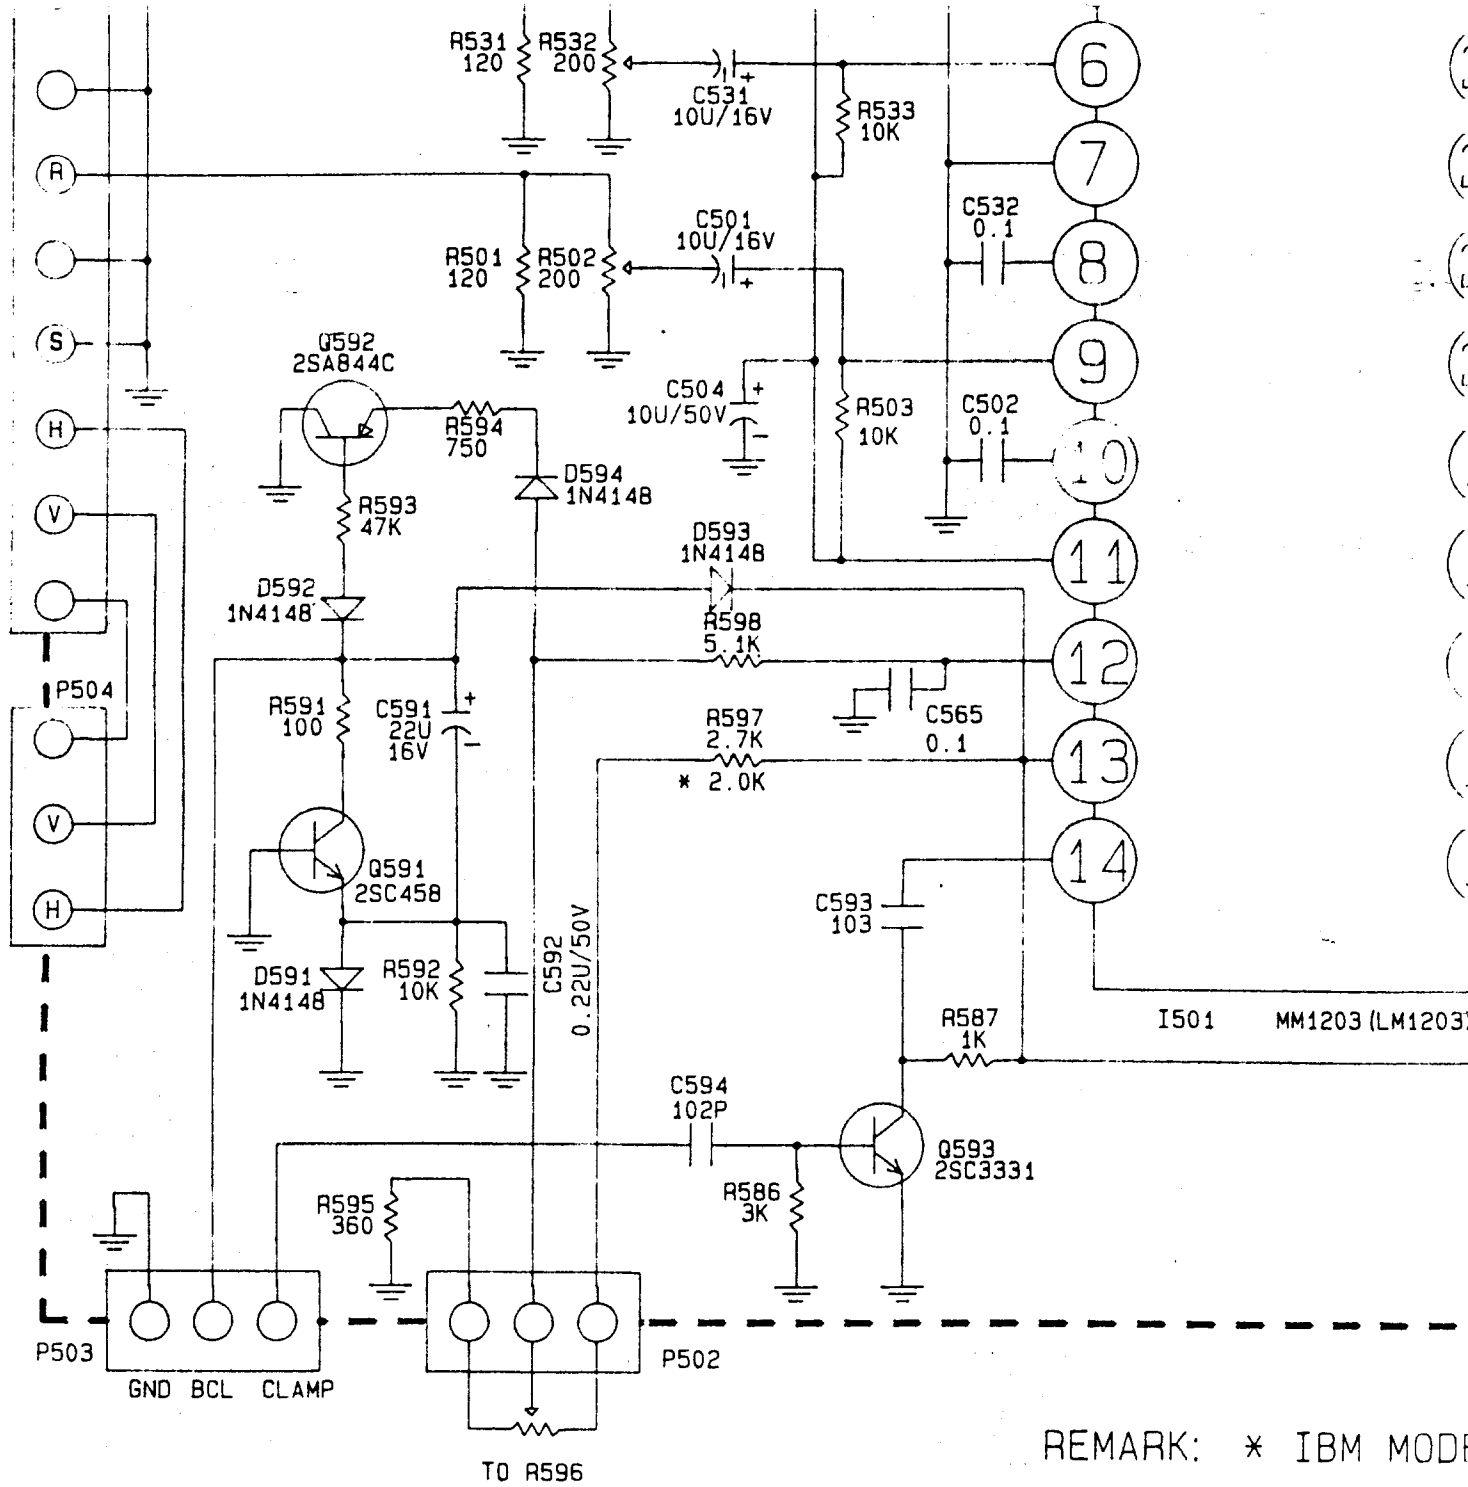 R531
120
R532
200
C531
10U/16V
R533
10K
6
R
7
C532
0.1
C501
10U/16V
R501
120
R502
200
8
S
Q592
2SA844C
9
C504
10U/50V
R503
10K
C502
0.1
H
R594
750
10
D594
1N4148
V
R593
47K
D593
1N4148
11
D592
1N4148
R598
5.1K
12
P504
R591
100
C591
22U
16V
C565
0.1
R597
2.7K
* 2.0K
13
V
14
Q591
2SC458
H
C593
103
C592
0.22U/50V
D591
1N4148
R592
10K
I501
MM1203(LM1203)
R587
1K
C594
102P
Q593
2SC3331
R586
3K
R595
360
P503
P502
GND
BCL
CLAMP
TO R596
REMARK: * IBM MODE